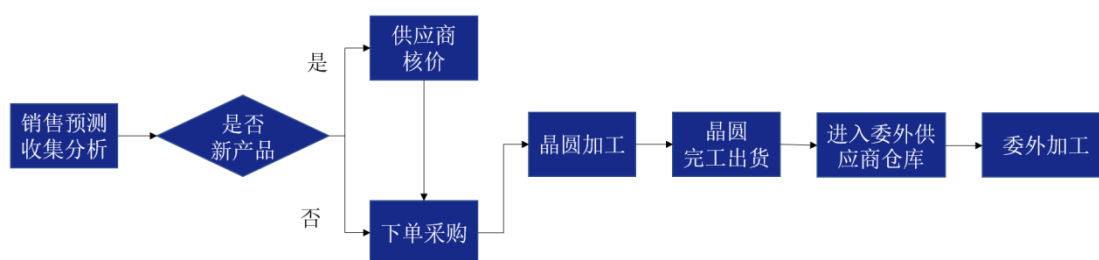 销售预测
收集分析
是否
新产品
是
供应商
核价
否
下单采购
晶圆加工
晶圆
完工出货
进入委外供
应商仓库
委外加工